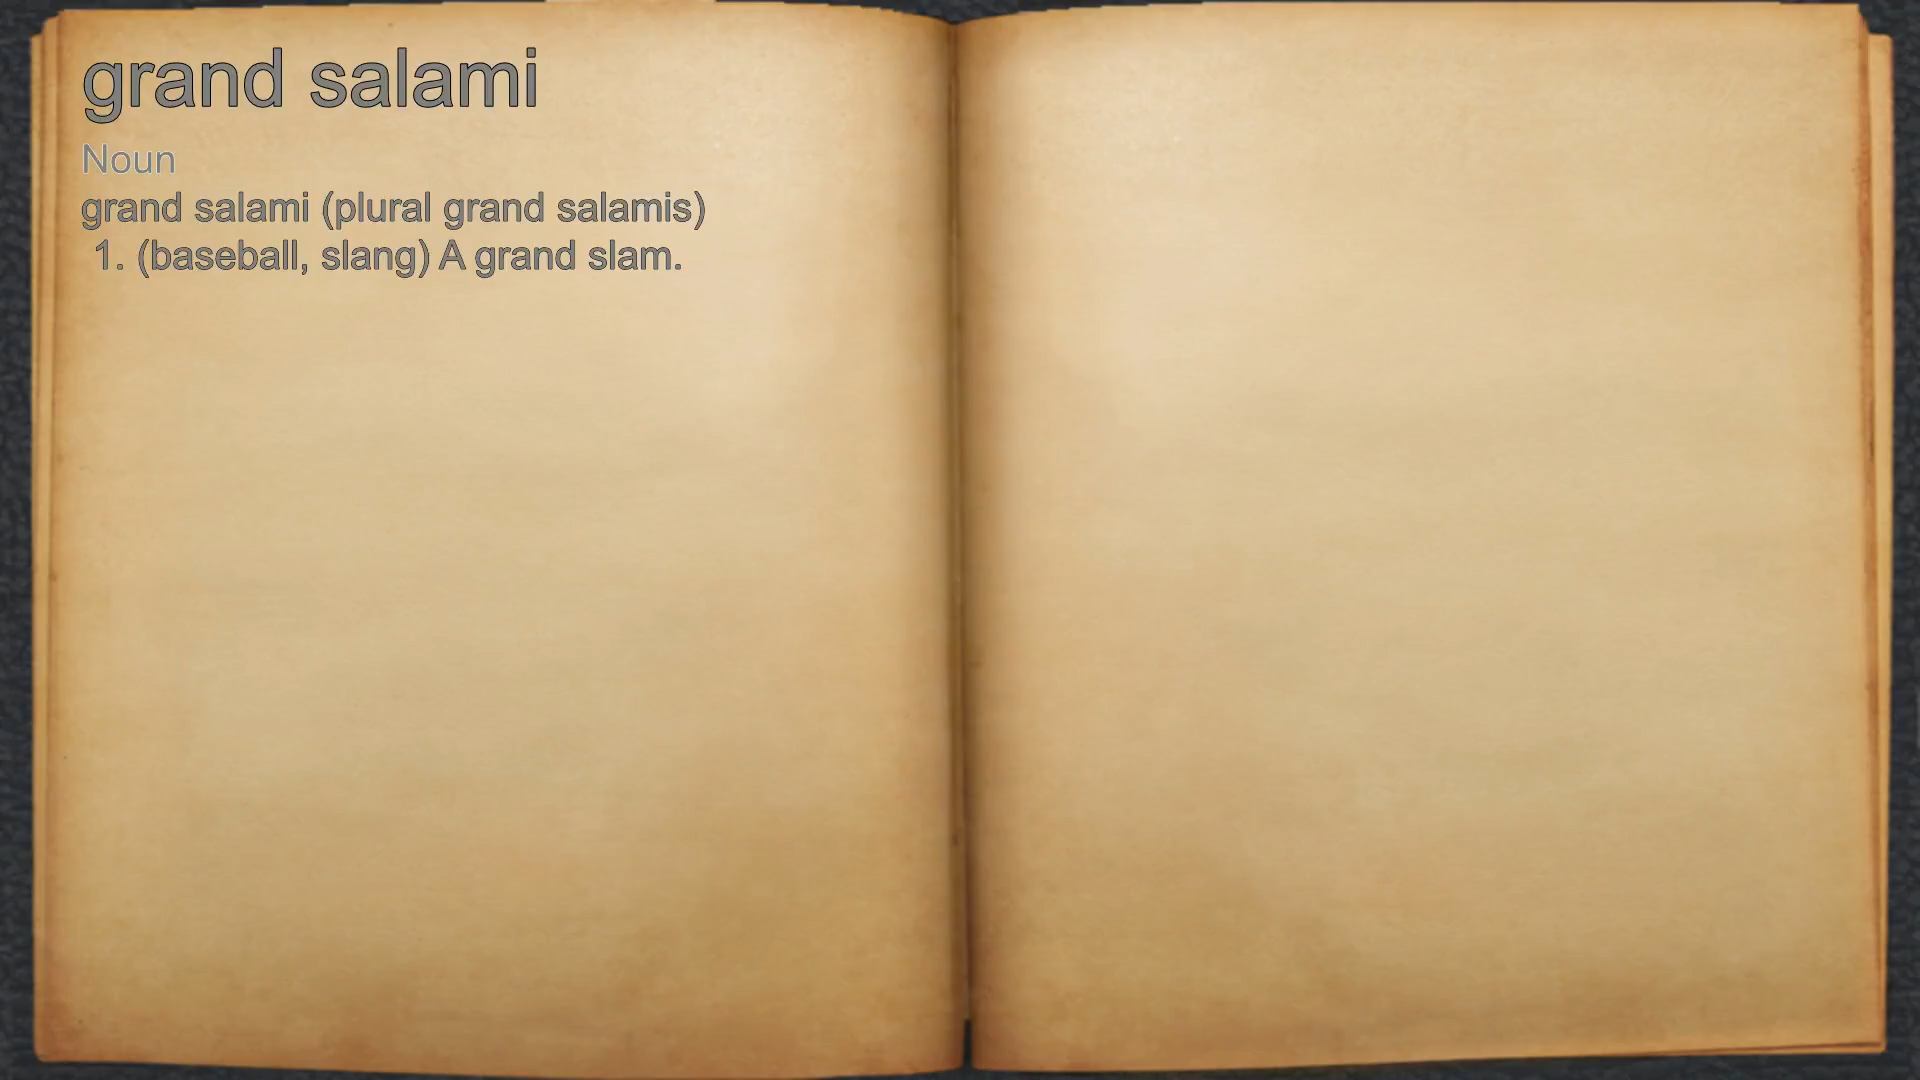 grand salami
Noun
grand salami (plural grand salamis)
1. (baseball, slang) A grand slam.